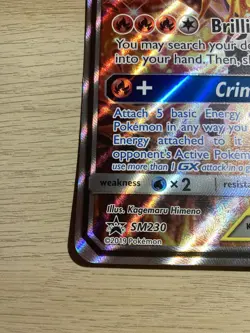 Brilli
You may search your d
into your hand. Then, s
+ Crim
Attach 5 basic Energy
Pokémon in any way you
Energy attached to it
opponent's Active Pokém
use more than 1 GX attack in a g
weakness ×2 resist
Illus. Kagemaru Himeno
SM230
©2019 Pokémon